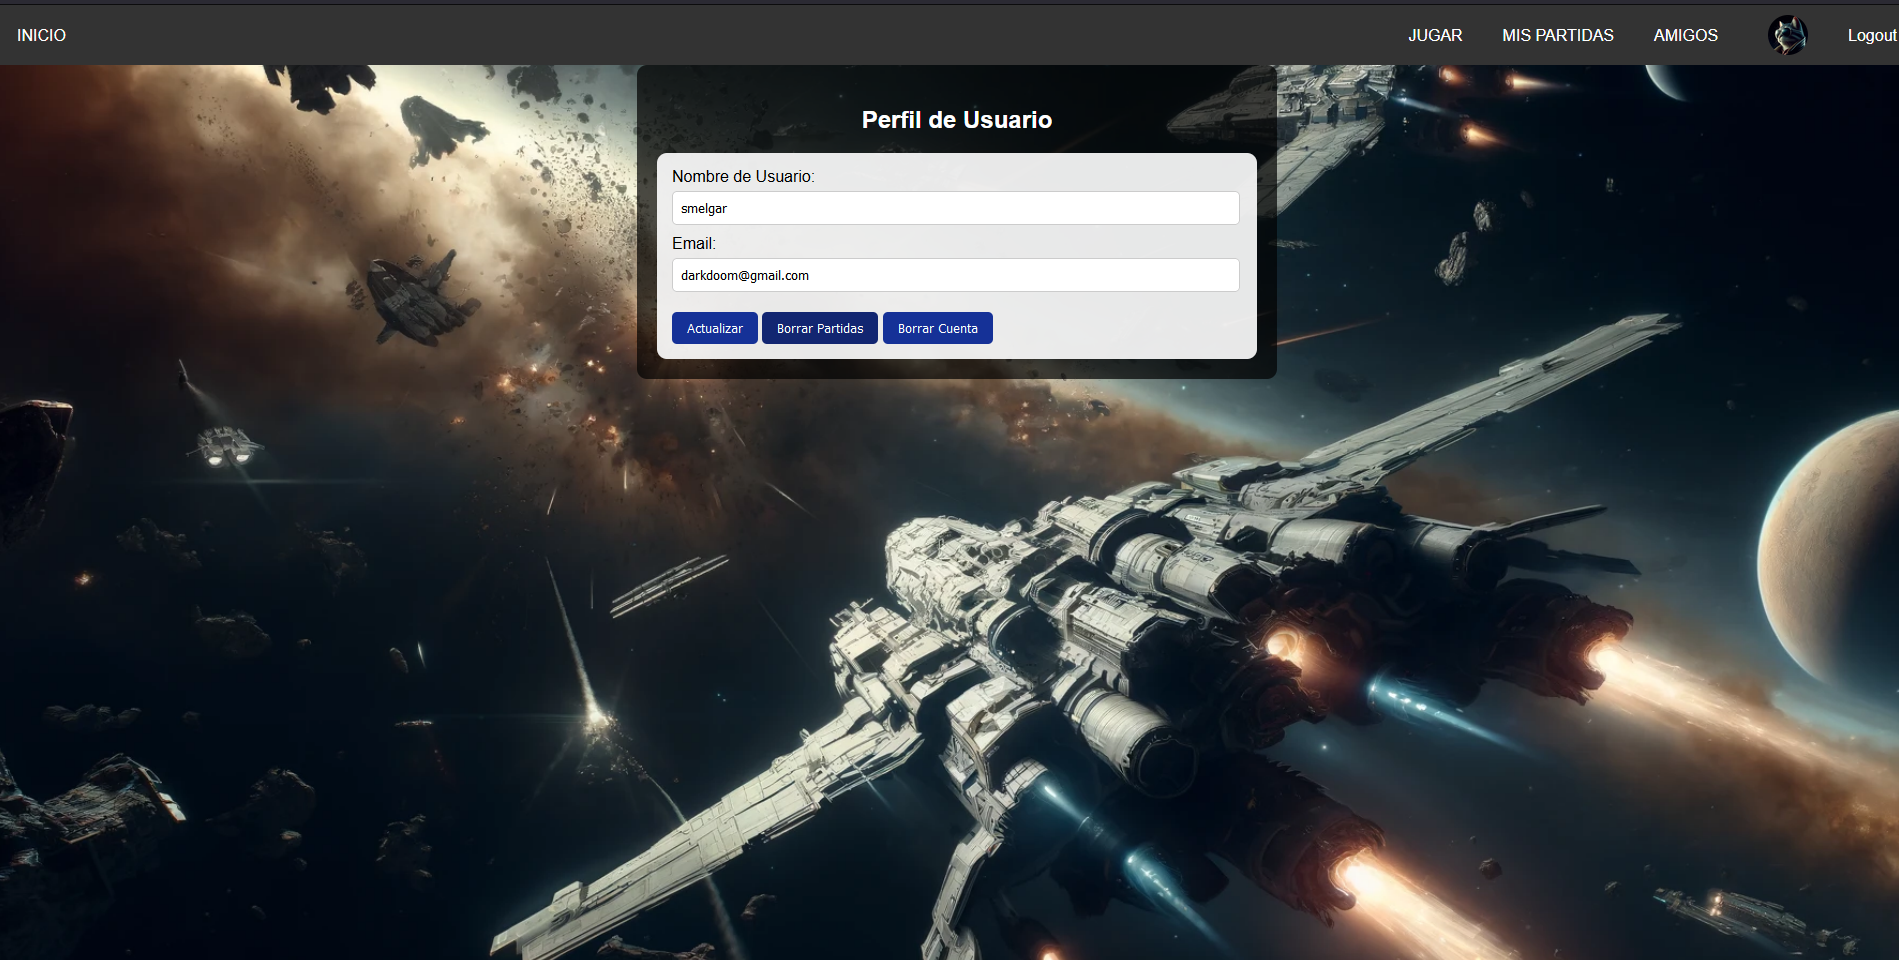 INICIO JUGAR MIS PARTIDAS AMIGOS Logout
Perfil de Usuario
Nombre de Usuario:
smelgar
Email:
darkdoom@gmail.com
Actualizar Borrar Partidas Borrar Cuenta